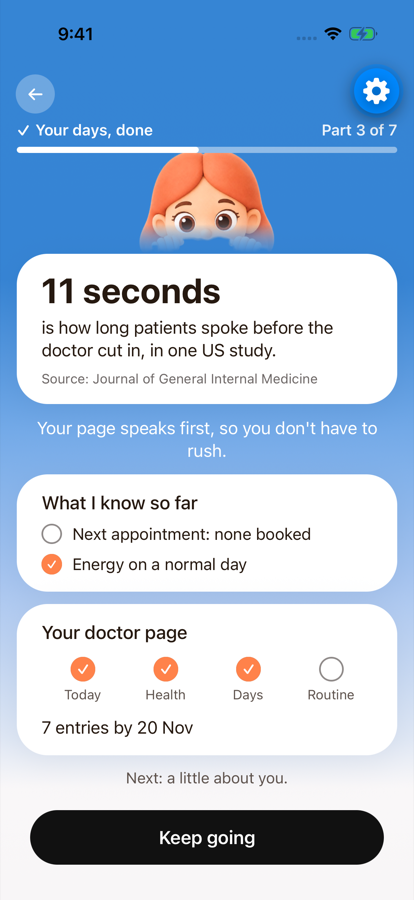 9:41
Your days, done
Part 3 of 7
11 seconds
is how long patients spoke before the
doctor cut in, in one US study.
Source: Journal of General Internal Medicine
Your page speaks first, so you don't have to
rush.
What I know so far
Next appointment: none booked
Energy on a normal day
Your doctor page
Today
Health
Days
Routine
7 entries by 20 Nov
Next: a little about you.
Keep going